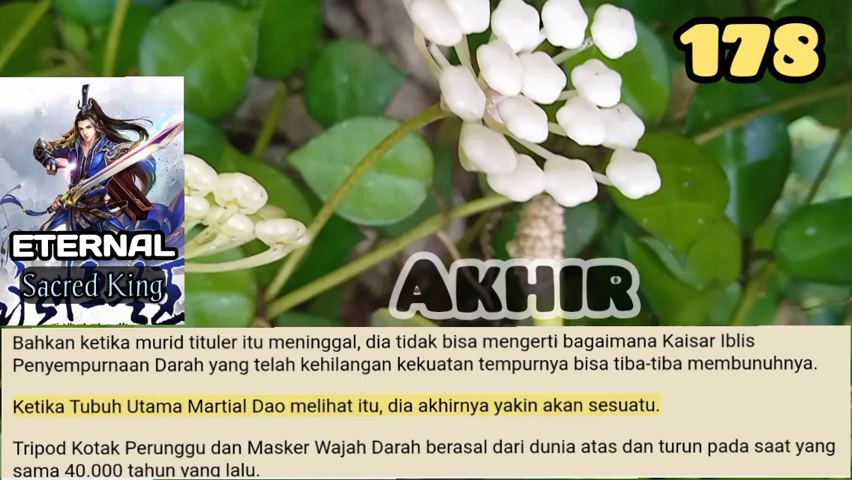 178
ETERNAL
Sacred King
AKHIR
Bahkan ketika murid tituler itu meninggal, dia tidak bisa mengerti bagaimana Kaisar Iblis
Penyempurnaan Darah yang telah kehilangan kekuatan tempurnya bisa tiba-tiba membunuhnya.
Ketika Tubuh Utama Martial Dao melihat itu, dia akhirnya yakin akan sesuatu.
Tripod Kotak Perunggu dan Masker Wajah Darah berasal dari dunia atas dan turun pada saat yang
sama 40.000 tahun yang lalu.